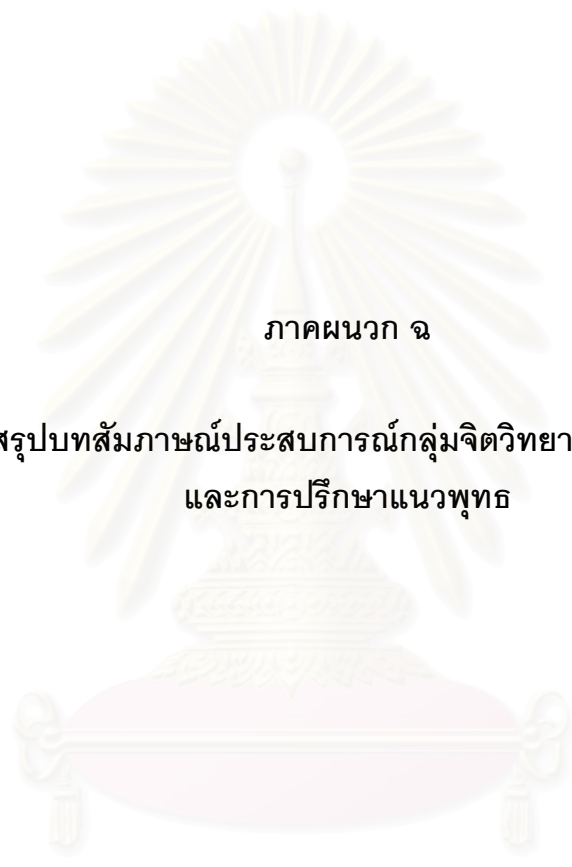 ภาคผนวก ฉ
สรุปบทสัมภาษณ์ประสบการณ์กลุ่มจิตวิทยา
และการปรึกษาแนวพุทธ